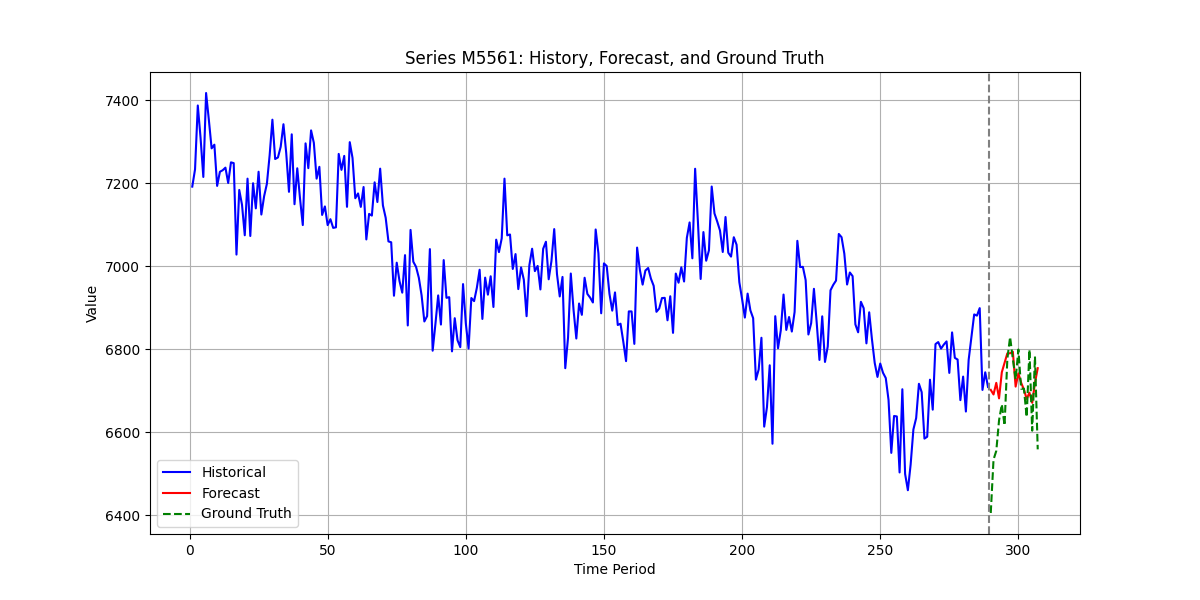 Series M5561: History, Forecast, and Ground Truth
7400
7200
7000
6800
6600
6400
Value
Historical
Forecast
Ground Truth
0 50 100 150 200 250 300
Time Period